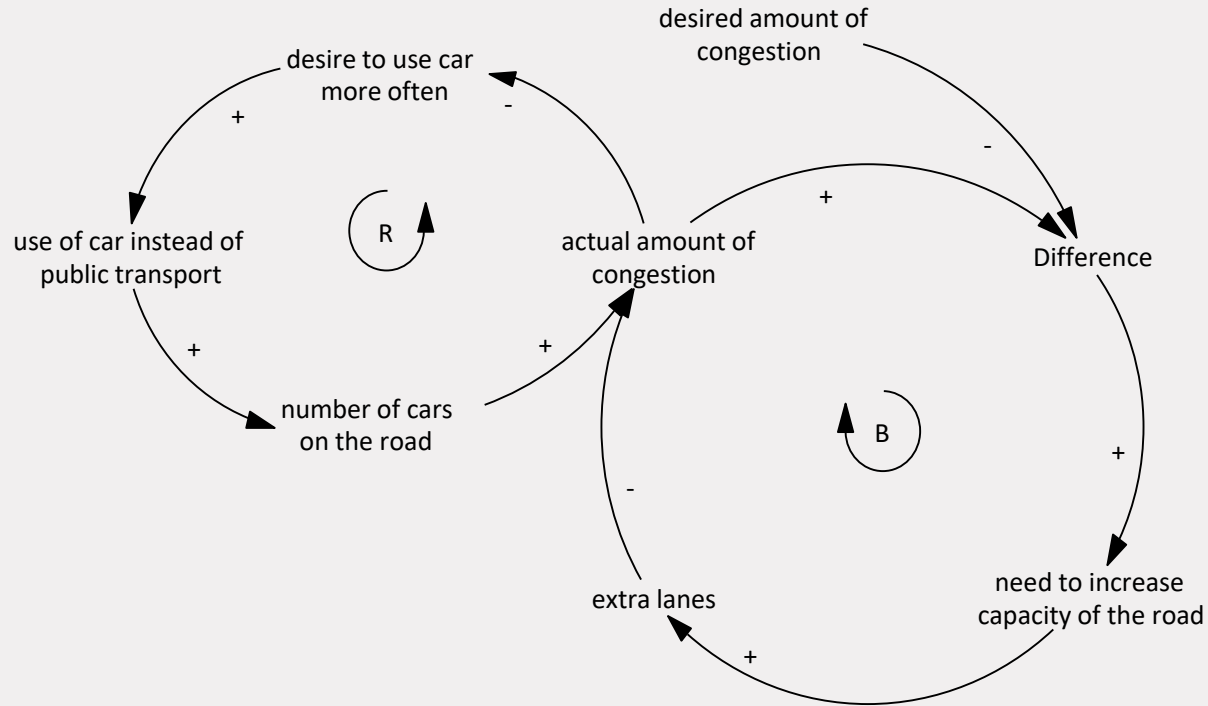 desired amount of
congestion
desire to use car
more often
+
-
-
+
R
use of car instead of
public transport
actual amount of
congestion
Difference
+
+
number of cars
on the road
B
+
-
need to increase
capacity of the road
extra lanes
+